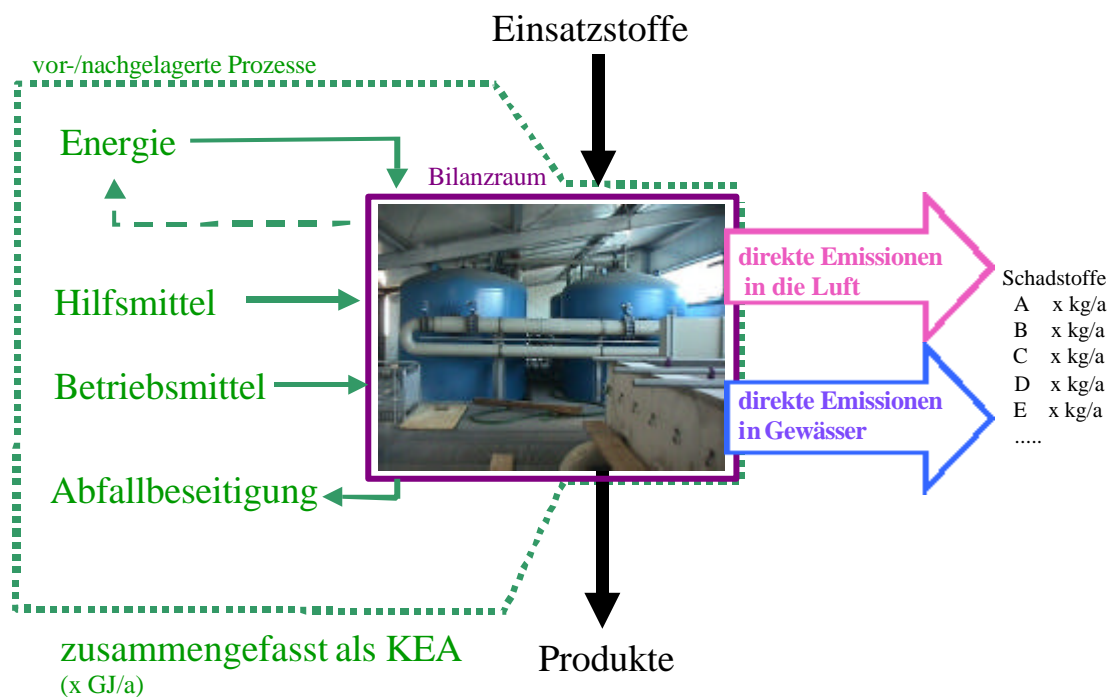 Einsatzstoffe
vor-/nachgelagerte Prozesse
Energie
Bilanzraum
direkte Emissionen
in die Luft
Hilfsmittel
Schadstoffe
A x kg/a
B x kg/a
C x kg/a
D x kg/a
E x kg/a
.....
Betriebsmittel
direkte Emissionen
in Gewässer
Abfallbeseitigung
zusammengefasst als KEA
(x GJ/a)
Produkte